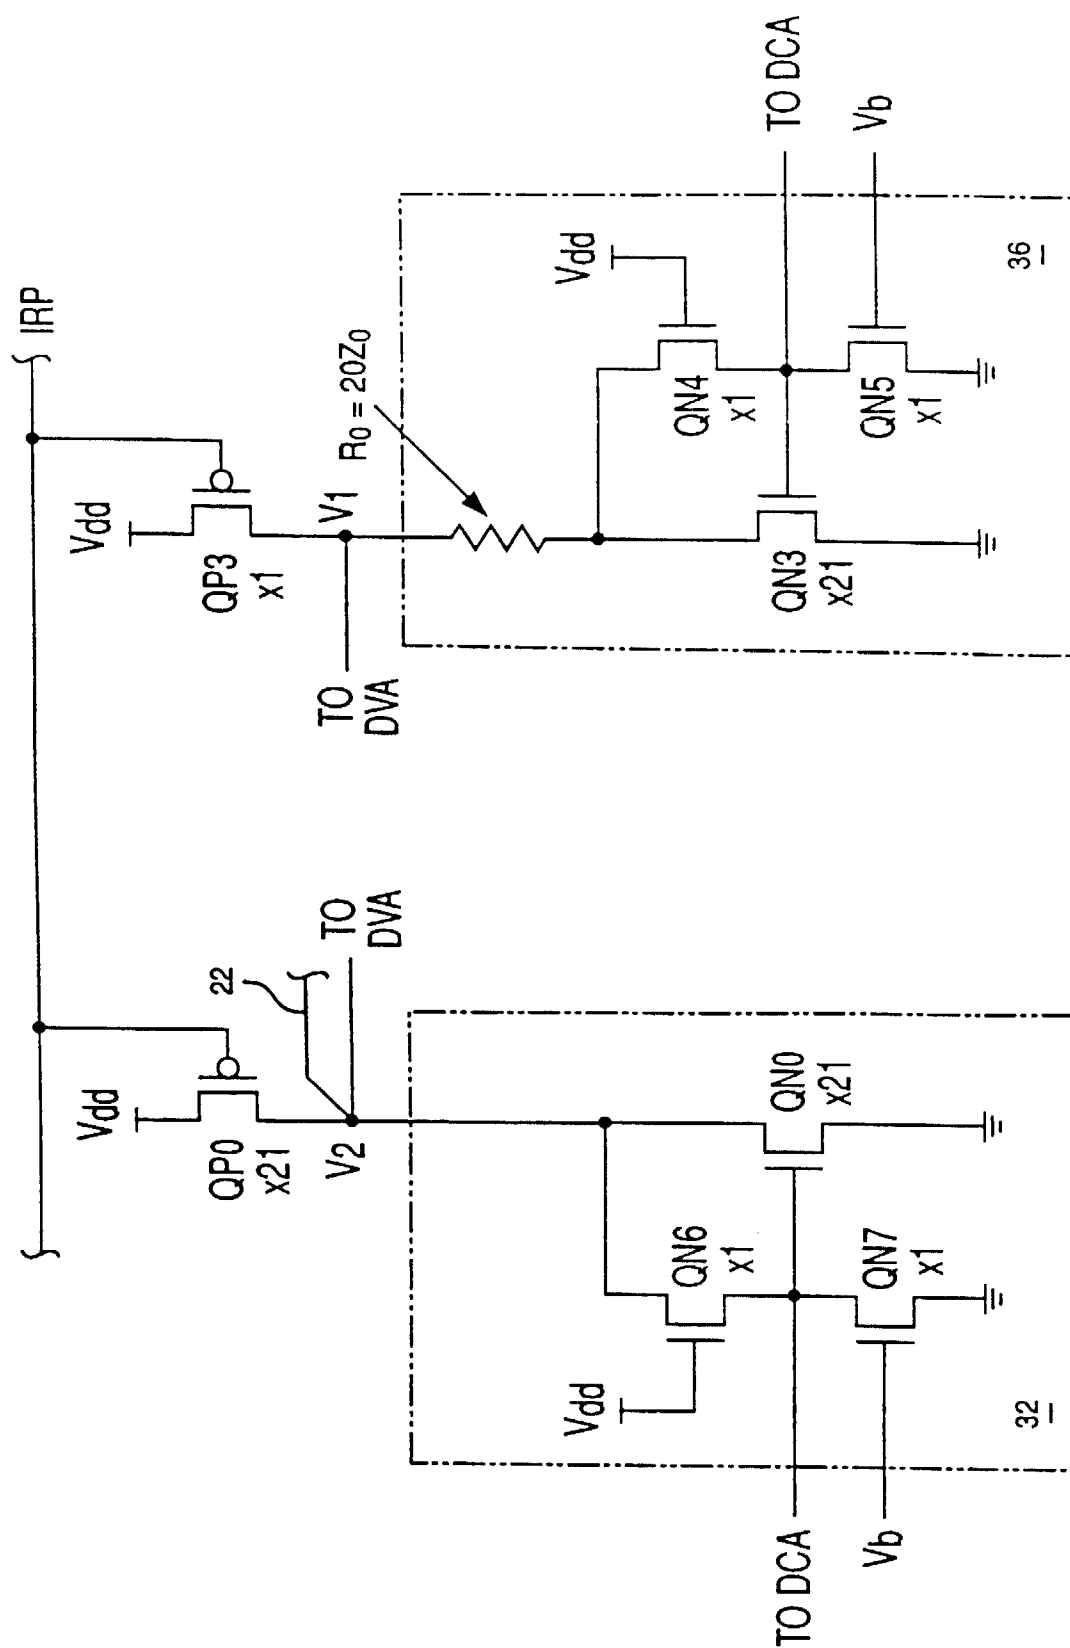 IRP
Vdd
QP0
x21
V2
22
TO
DVA
Vdd
QN6
x1
QN0
x21
QN7
x1
TO DCA
Vb
32
Vdd
QP3
x1
V1
TO
DVA
R0 = 20Z0
Vdd
QN4
x1
QN3
x21
QN5
x1
TO DCA
Vb
36